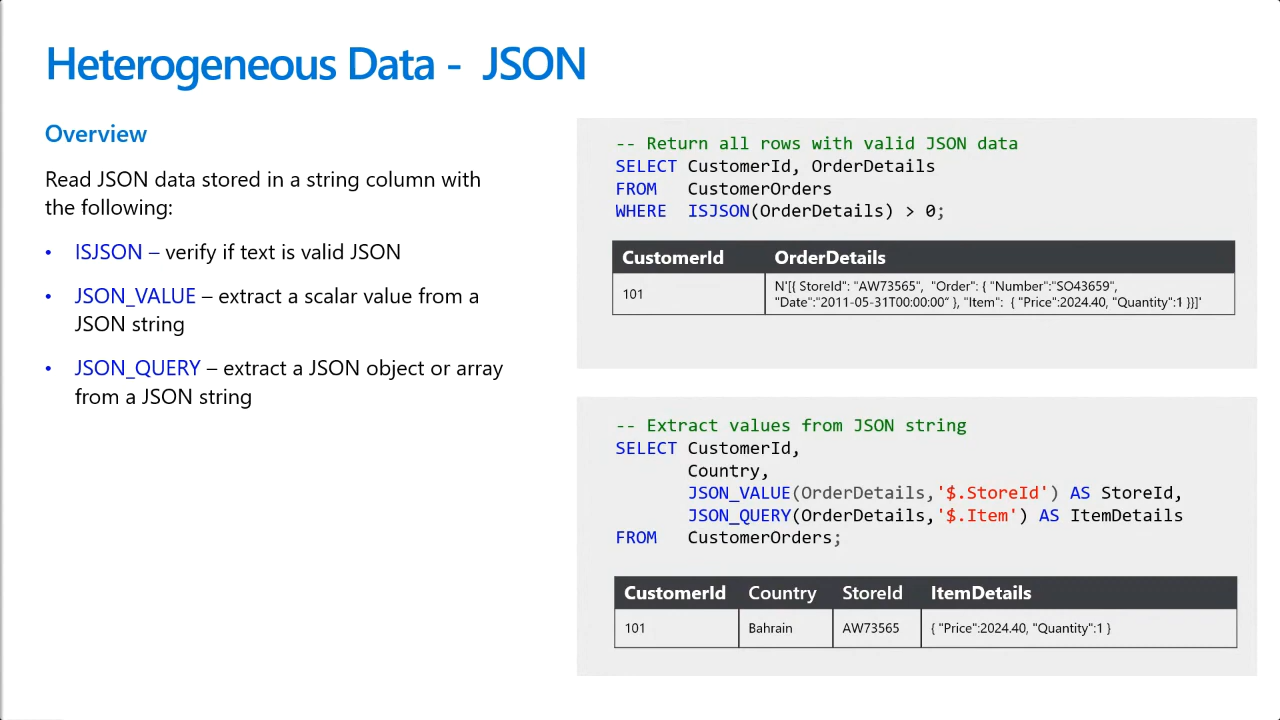 Heterogeneous Data - JSON
Overview
Read JSON data stored in a string column with
the following:
• ISJSON – verify if text is valid JSON
• JSON_VALUE – extract a scalar value from a
JSON string
• JSON_QUERY – extract a JSON object or array
from a JSON string
-- Return all rows with valid JSON data
SELECT CustomerId, OrderDetails
FROM CustomerOrders
WHERE ISJSON(OrderDetails) > 0;
CustomerId OrderDetails
101 N'[{ StoreId": "AW73565", "Order": { "Number":"SO43659",
"Date":"2011-05-31T00:00:00" }, "Item": { "Price":2024.40, "Quantity":1 }}]'
-- Extract values from JSON string
SELECT CustomerId,
Country,
JSON_VALUE(OrderDetails,'$.StoreId') AS StoreId,
JSON_QUERY(OrderDetails,'$.Item') AS ItemDetails
FROM CustomerOrders;
CustomerId Country StoreId ItemDetails
101 Bahrain AW73565 { "Price":2024.40, "Quantity":1 }